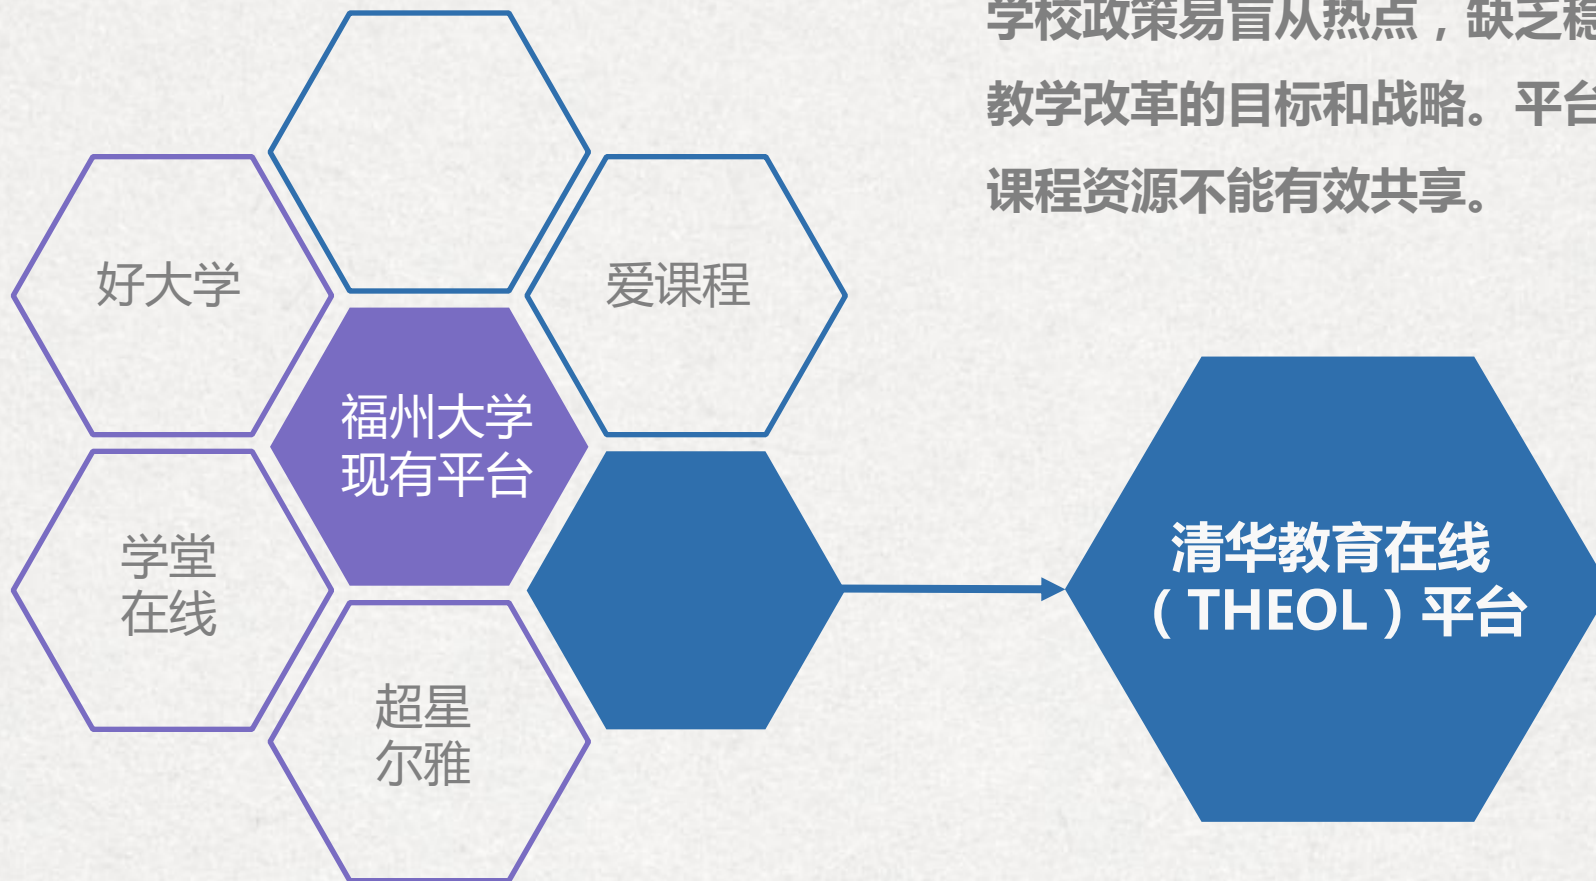 学校政策易盲从热点，缺乏稳
教学改革的目标和战略。平台
课程资源不能有效共享。
好大学
爱课程
福州大学
现有平台
学堂
在线
超星
尔雅
清华教育在线
（THEOL）平台